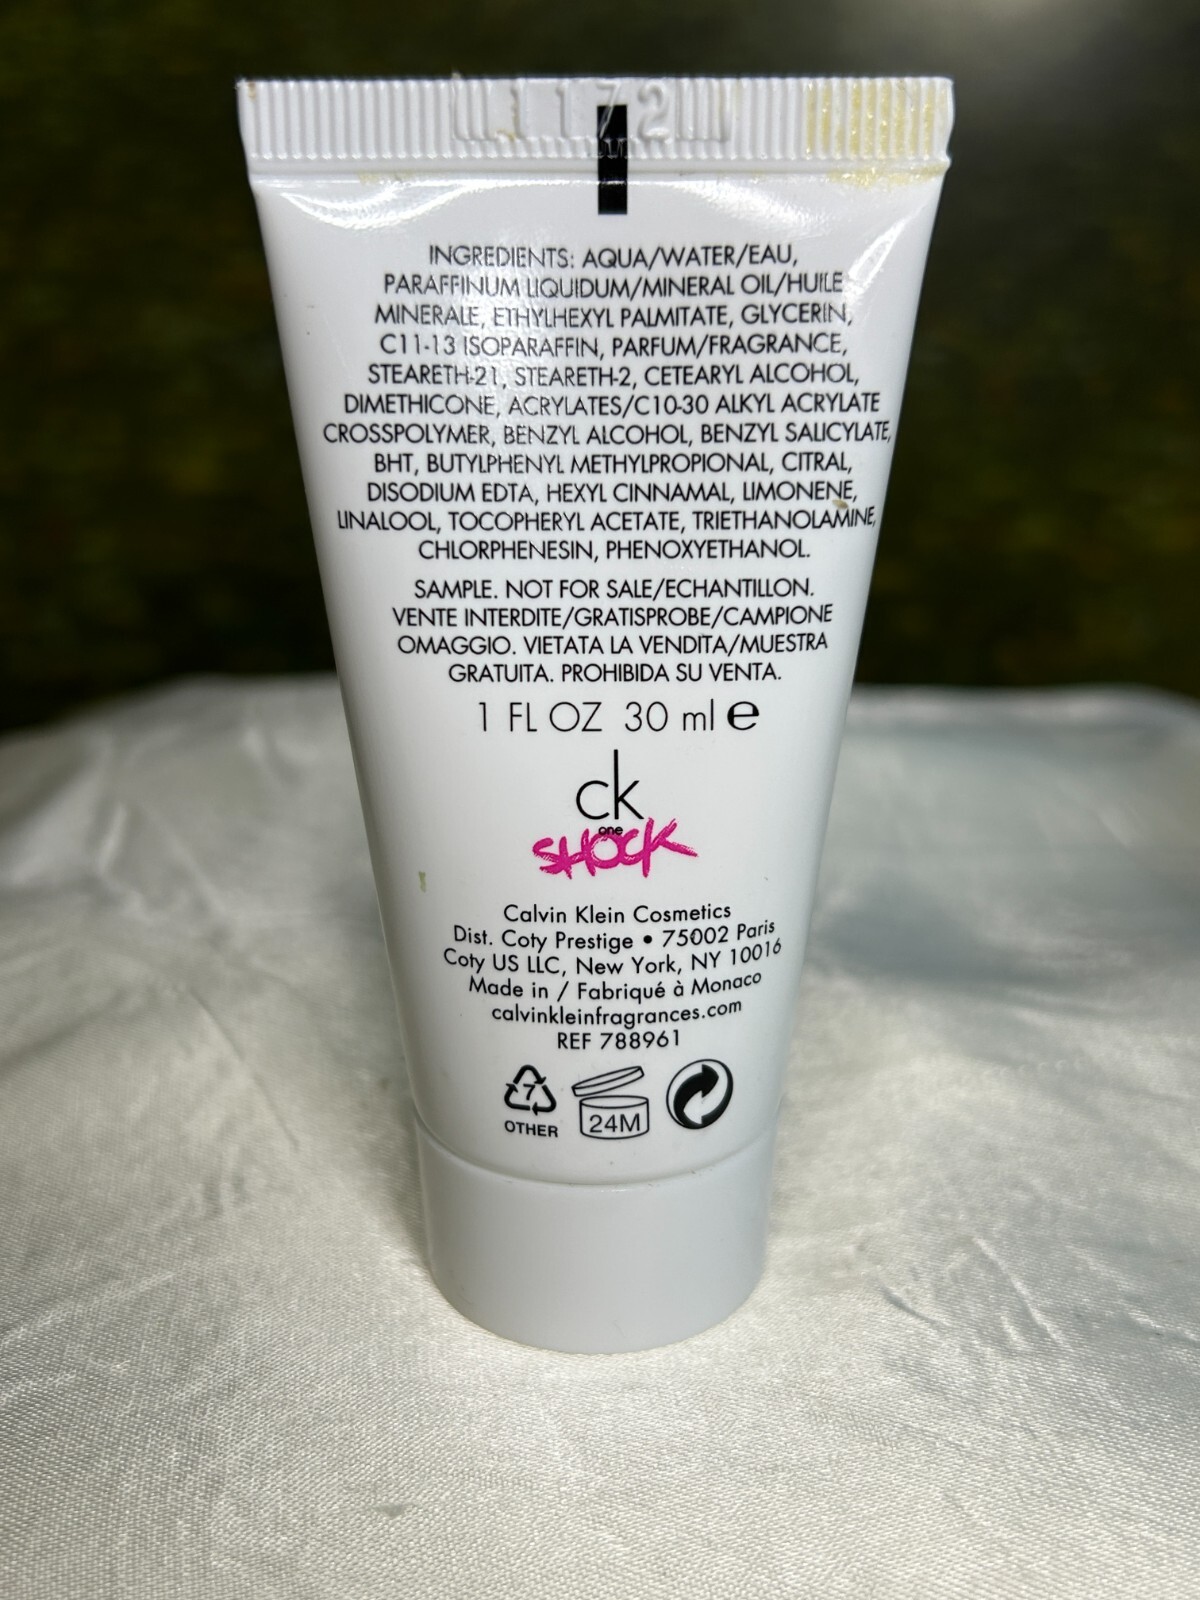 1172
INGREDIENTS: AQUA/WATER/EAU,
PARAFFINUM LIQUIDUM/MINERAL OIL/HUILE
MINERALE, ETHYLHEXYL PALMITATE, GLYCERIN,
C11-13 ISOPARAFFIN, PARFUM/FRAGRANCE,
STEARETH-21, STEARETH-2, CETEARYL ALCOHOL,
DIMETHICONE, ACRYLATES/C10-30 ALKYL ACRYLATE
CROSSPOLYMER, BENZYL ALCOHOL, BENZYL SALICYLATE,
BHT, BUTYLPHENYL METHYLPROPIONAL, CITRAL,
DISODIUM EDTA, HEXYL CINNAMAL, LIMONENE,
LINALOOL, TOCOPHERYL ACETATE, TRIETHANOLAMINE,
CHLORPHENESIN, PHENOXYETHANOL.
SAMPLE. NOT FOR SALE/ECHANTILLON.
VENTE INTERDITE/GRATISPROBE/CAMPIONE
OMAGGIO. VIETATA LA VENDITA/MUESTRA
GRATUITA. PROHIBIDA SU VENTA.
1 FL OZ 30 ml e
ck
one
SHOCK
Calvin Klein Cosmetics
Dist. Coty Prestige • 75002 Paris
Coty US LLC, New York, NY 10016
Made in / Fabriqué à Monaco
calvinkleinfragrances.com
REF 788961
7
OTHER
24M